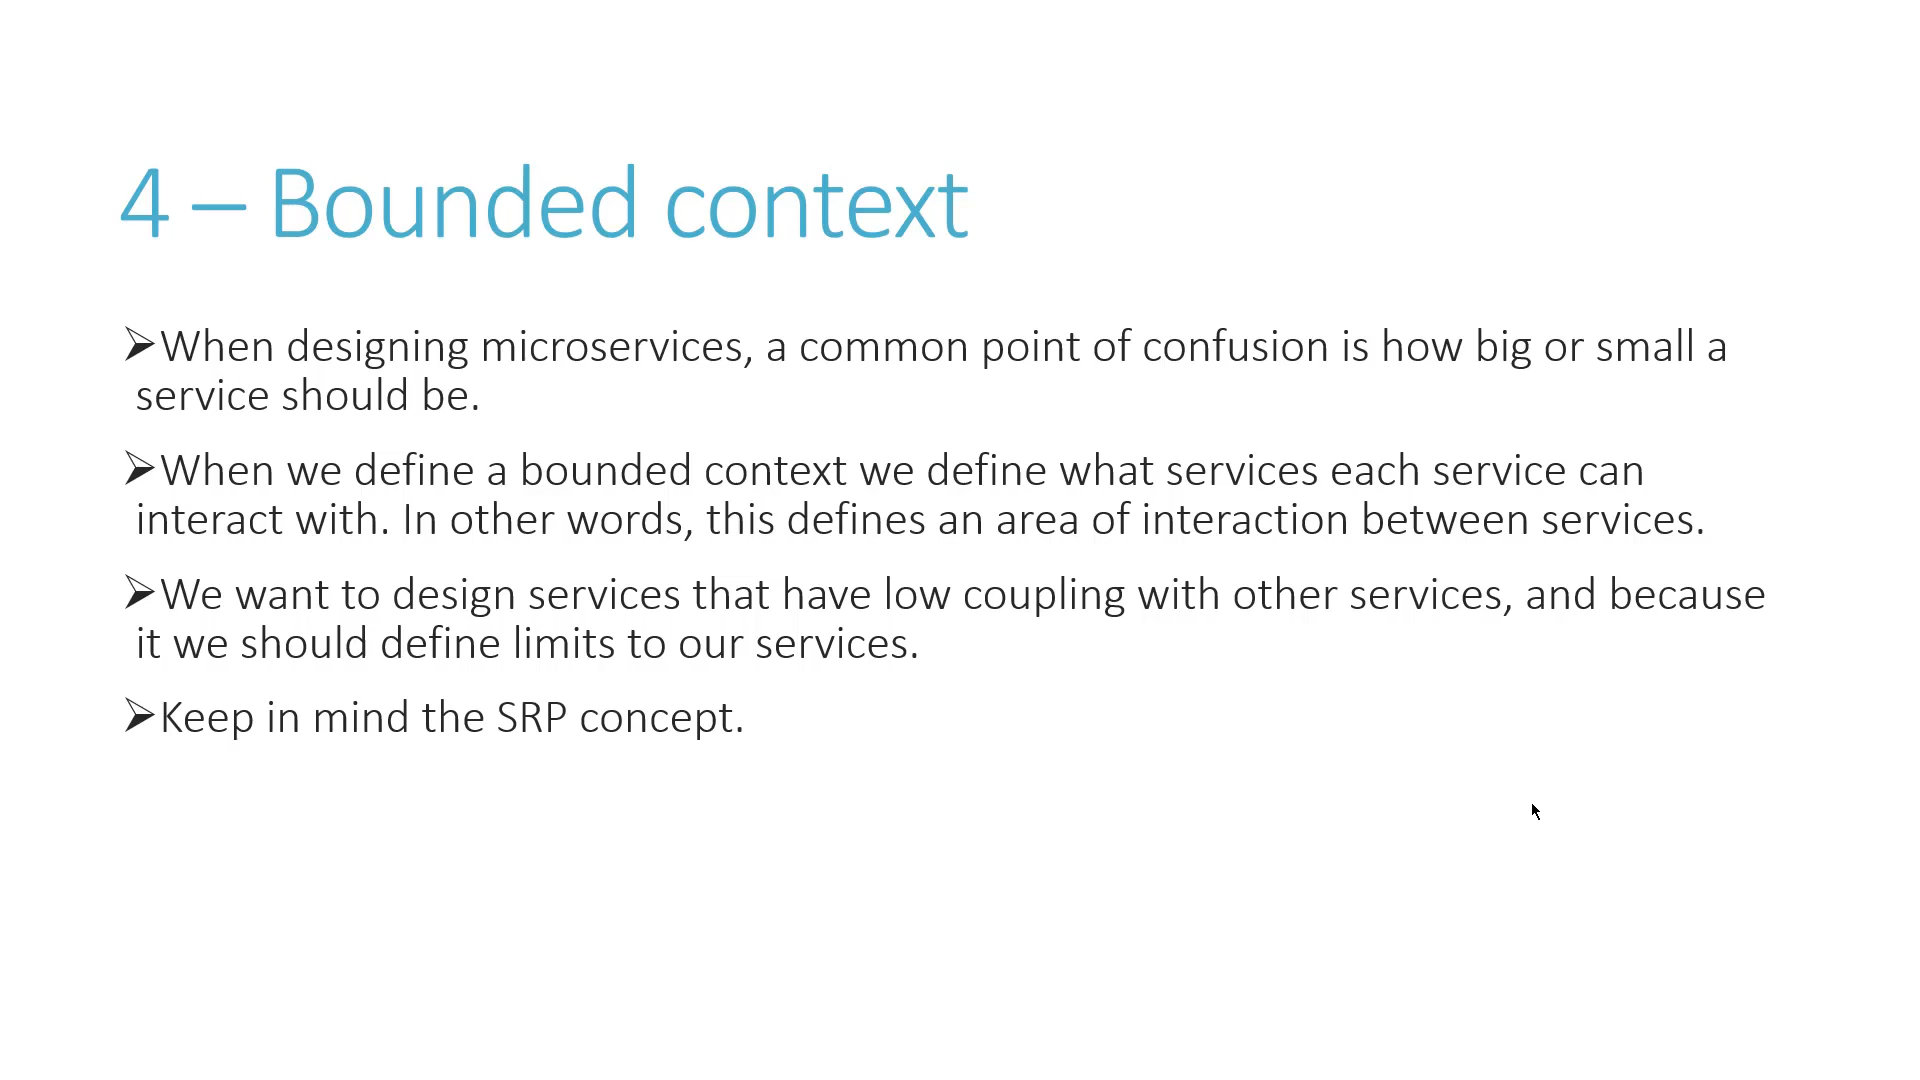 4 – Bounded context
➢When designing microservices, a common point of confusion is how big or small a
service should be.
➢When we define a bounded context we define what services each service can
interact with. In other words, this defines an area of interaction between services.
➢We want to design services that have low coupling with other services, and because
it we should define limits to our services.
➢Keep in mind the SRP concept.